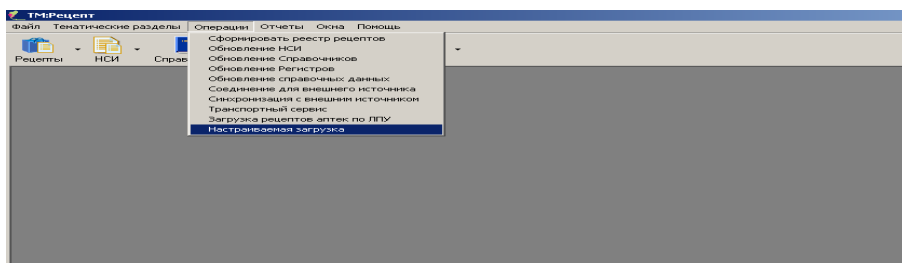 ТМ:Рецепт
Файл Тематические разделы Операции Отчеты Окна Помощь
Рецепты НСИ Справ
Сформировать реестр рецептов
Обновление НСИ
Обновление Справочников
Обновление Регистров
Обновление справочных данных
Соединение для внешнего источника
Синхронизация с внешним источником
Транспортный сервис
Загрузка рецептов аптек по ЛПУ
Настраиваемая загрузка